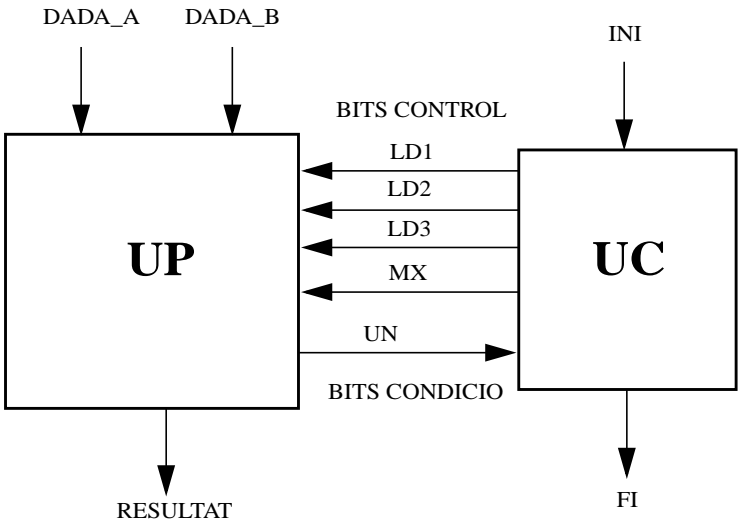 DADA_A
DADA_B
INI
BITS CONTROL
LD1
LD2
LD3
MX
UP
UC
UN
BITS CONDICIO
RESULTAT
FI